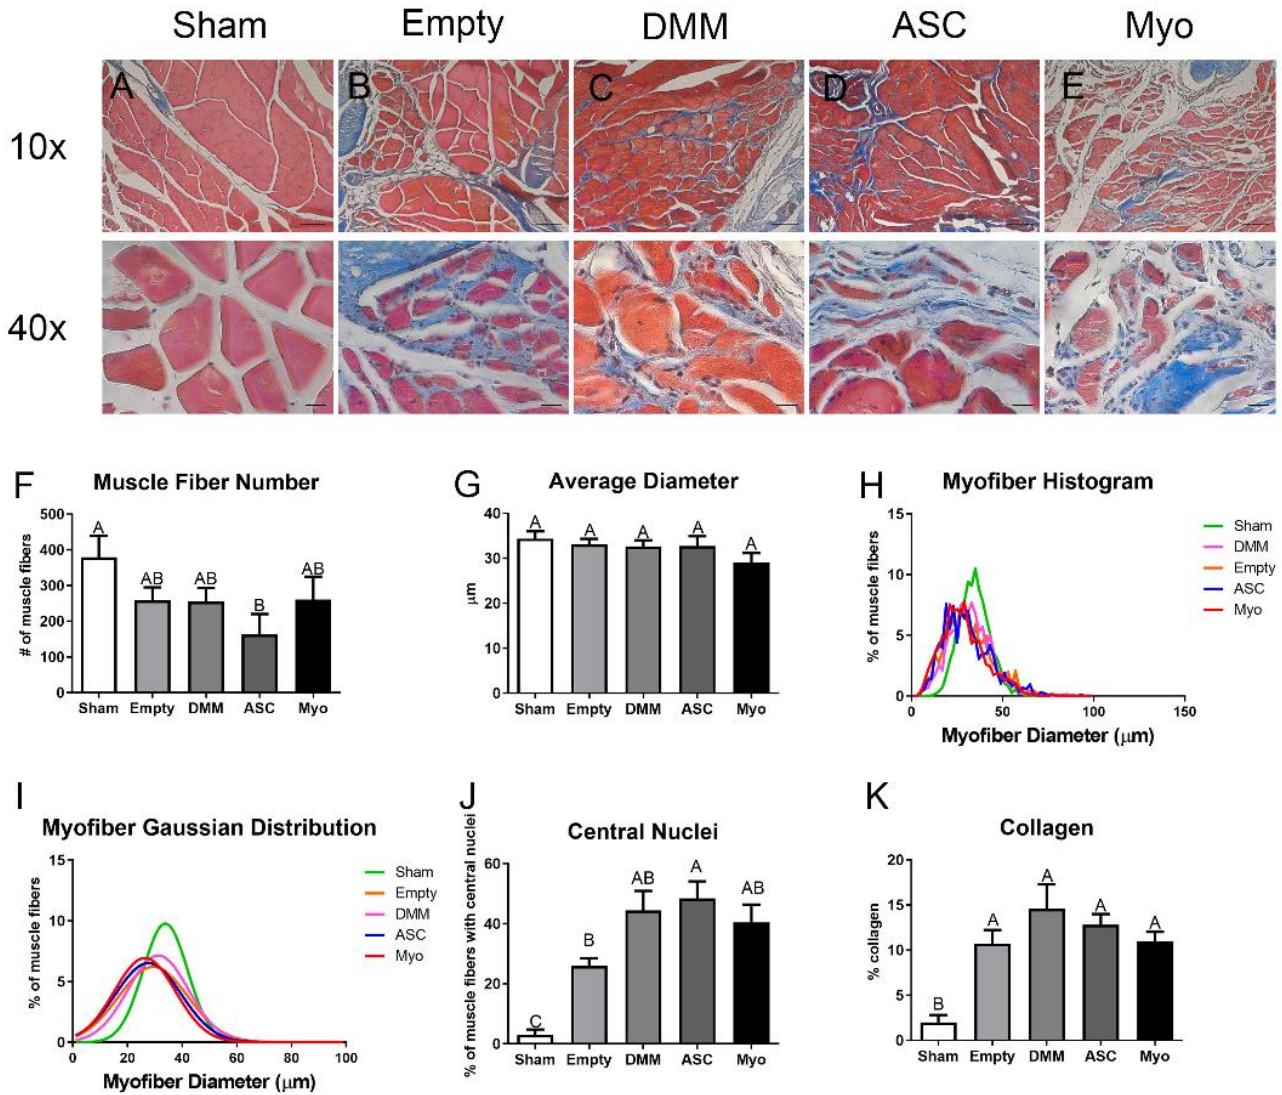 Sham Empty DMM ASC Myo
10x A B C D E
40x
F Muscle Fiber Number
# of muscle fibers
500
400
300
200
100
0
A AB AB B AB
Sham Empty DMM ASC Myo
G Average Diameter
μm
40
30
20
10
0
A A A A A
Sham Empty DMM ASC Myo
H Myofiber Histogram
% of muscle fibers
15
10
5
0
0 50 100 150
Myofiber Diameter (μm)
Sham
DMM
Empty
ASC
Myo
I Myofiber Gaussian Distribution
% of muscle fibers
15
10
5
0
0 20 40 60 80 100
Myofiber Diameter (μm)
Sham
Empty
DMM
ASC
Myo
J Central Nuclei
% of muscle fibers with central nuclei
60
40
20
0
C B AB A AB
Sham Empty DMM ASC Myo
K Collagen
% collagen
20
15
10
5
0
B A A A A
Sham Empty DMM ASC Myo